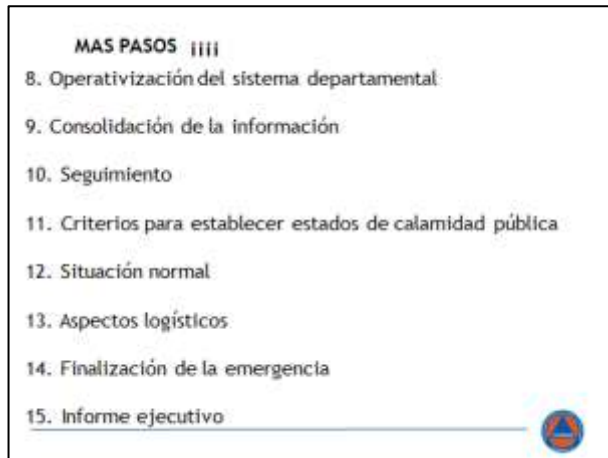 MAS PASOS ¡¡¡¡
8. Operativización del sistema departamental
9. Consolidación de la información
10. Seguimiento
11. Criterios para establecer estados de calamidad pública
12. Situación normal
13. Aspectos logísticos
14. Finalización de la emergencia
15. Informe ejecutivo